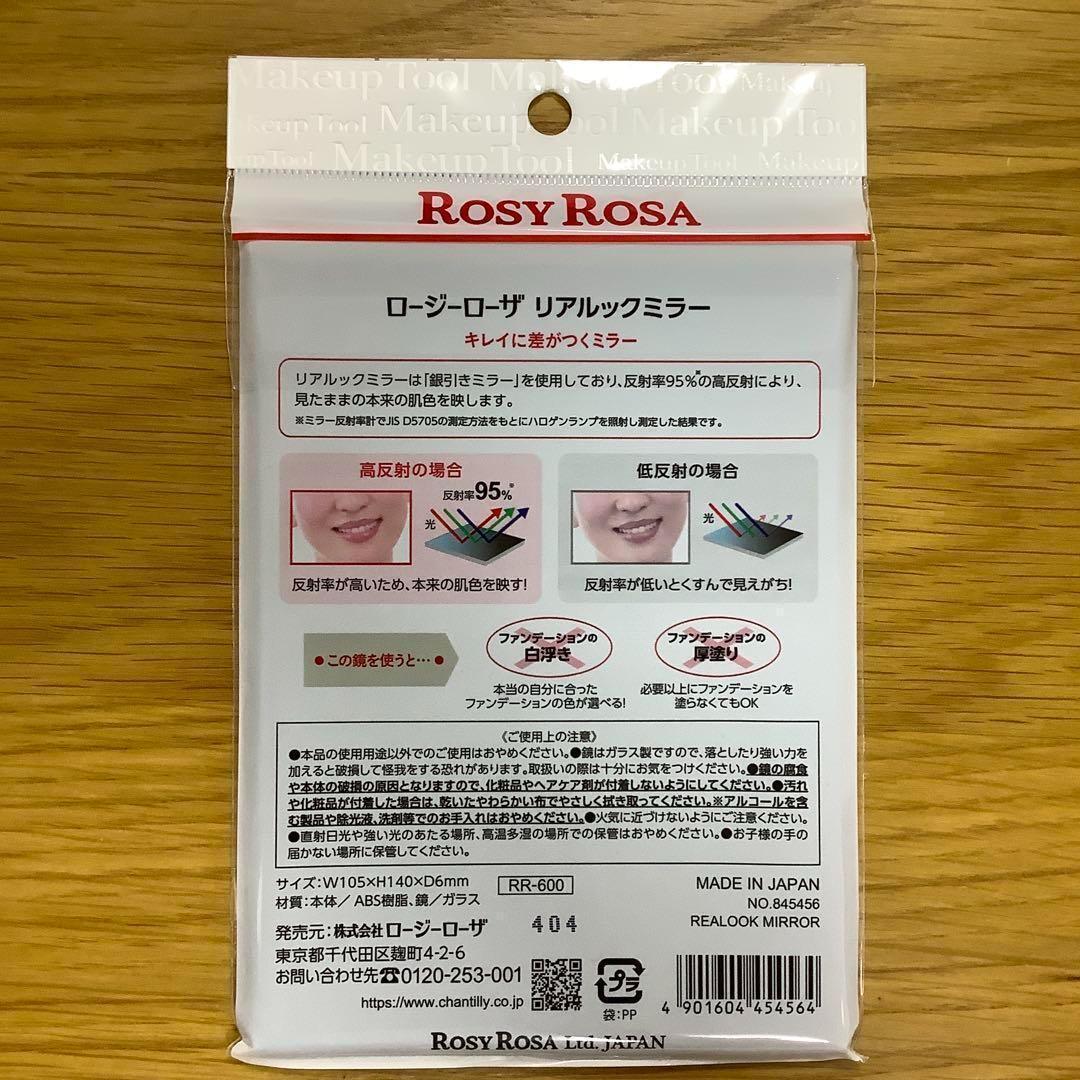 Makeup Tool Makeup Tool Makeup
keup Tool Makeup Tool Makeup Too
up Tool Makeup Tool Makeup Tool Makeup
ROSY ROSA
ロージーローザ リアルックミラー
キレイに差がつくミラー
リアルックミラーは「銀引きミラー」を使用しており、反射率95%※の高反射により、
見たままの本来の肌色を映します。
※ミラー反射率計でJIS D5705の測定方法をもとにハロゲンランプを照射し測定した結果です。
高反射の場合
反射率95%※
光
反射率が高いため、本来の肌色を映す!
低反射の場合
光
反射率が低いとくすんで見えがち!
●この鏡を使うと…●
ファンデーションの
白浮き
本当の自分に合った
ファンデーションの色が選べる!
ファンデーションの
厚塗り
必要以上にファンデーションを
塗らなくてもOK
《ご使用上の注意》
●本品の使用用途以外でのご使用はおやめください。●鏡はガラス製ですので、落としたり強い力を
加えると破損して怪我をする恐れがあります。取扱いの際は十分にお気をつけください。●鏡の腐食
や本体の破損の原因となりますので、化粧品やヘアケア剤が付着しないようにしてください。●汚れ
や化粧品が付着した場合は、乾いたやわらかい布でやさしく拭き取ってください。※アルコールを含
む製品や除光液、洗剤等でのお手入れはおやめください。●火気に近づけないようにご注意ください。
●直射日光や強い光のあたる場所、高温多湿の場所での保管はおやめください。●お子様の手の
届かない場所に保管してください。
サイズ:W105×H140×D6mm
RR-600
材質:本体/ABS樹脂、鏡/ガラス
404
MADE IN JAPAN
NO.845456
REALOOK MIRROR
発売元:株式会社ロージーローザ
東京都千代田区麹町4-2-6
お問い合わせ先☎0120-253-001
https://www.chantilly.co.jp
プラ
袋:PP
4 901604 454564
ROSY ROSA Ltd. JAPAN